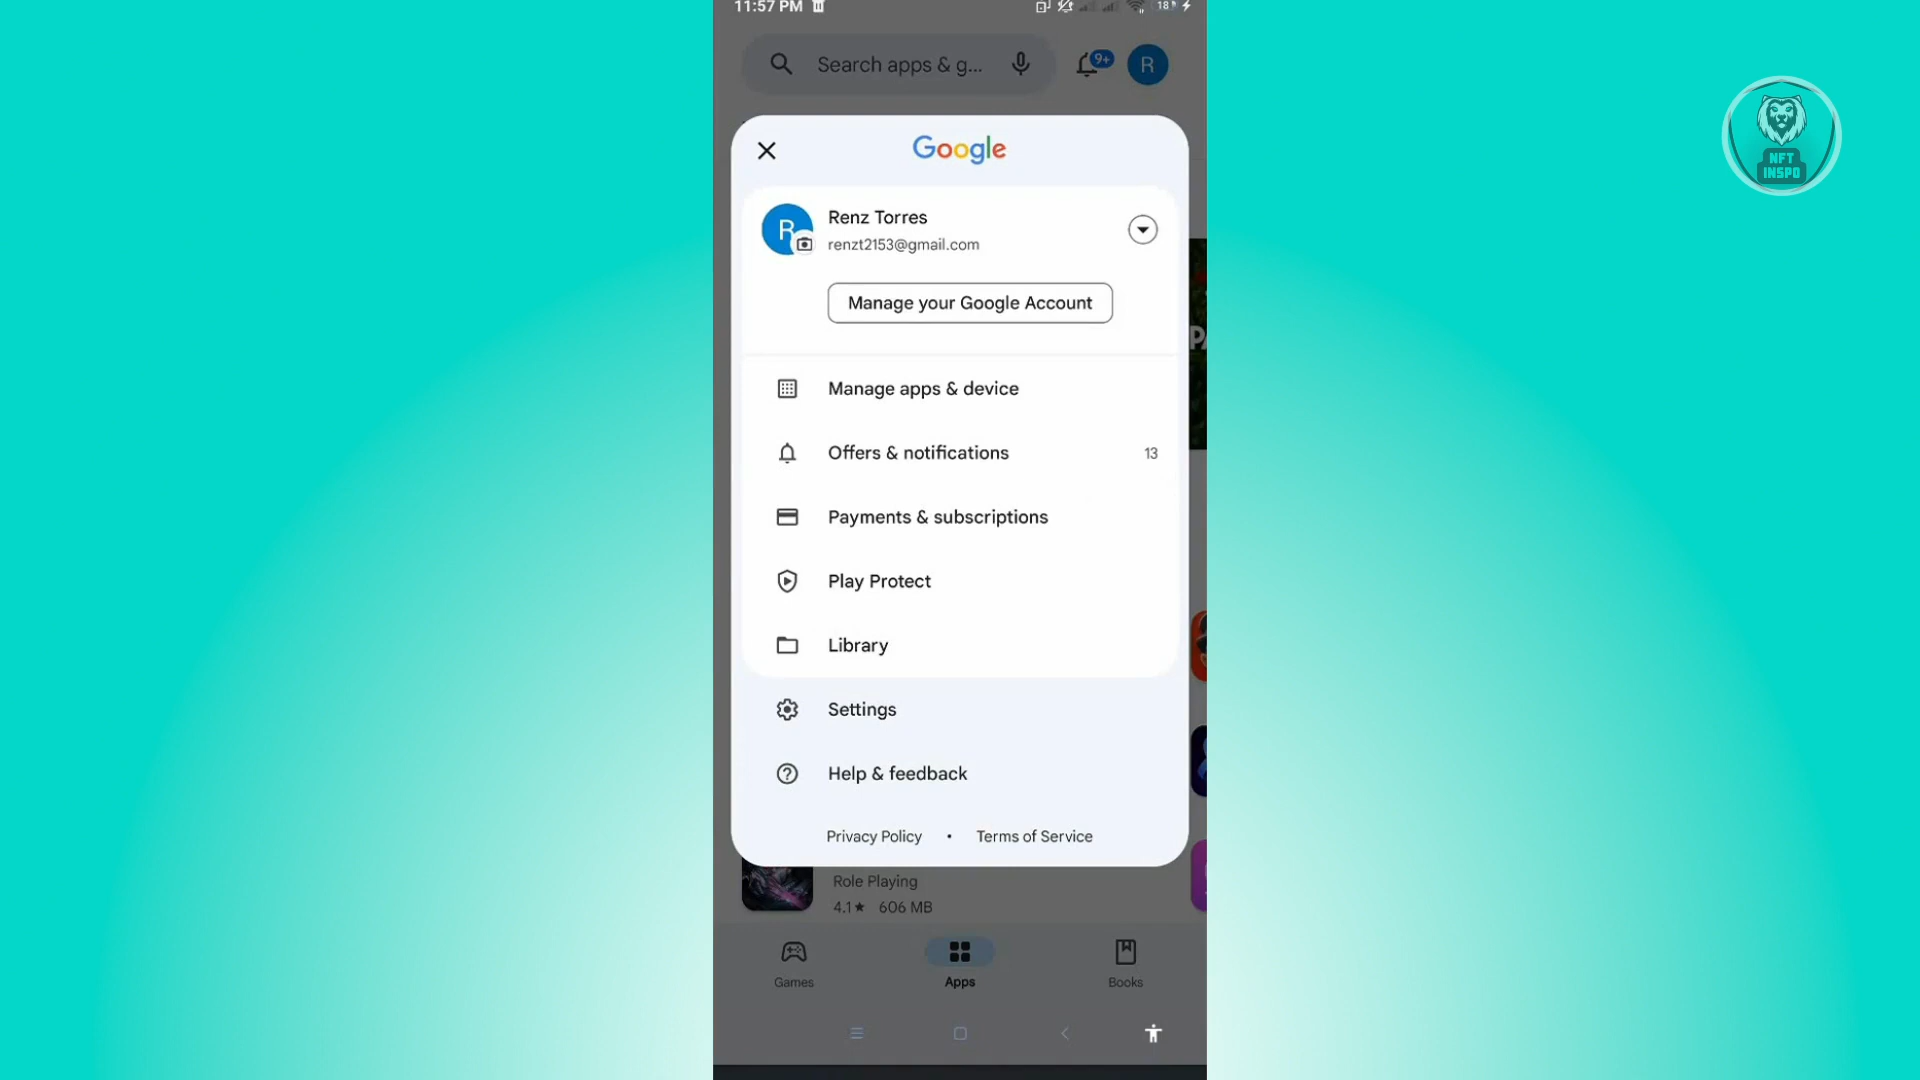 11:57 PM
18
Search apps & g...
9+
R
Google
R
Renz Torres
renzt2153@gmail.com
Manage your Google Account
Manage apps & device
Offers & notifications
13
Payments & subscriptions
Play Protect
Library
Settings
Help & feedback
Privacy Policy • Terms of Service
Role Playing
4.1★ 606 MB
Games
Apps
Books
NFT
INSPO